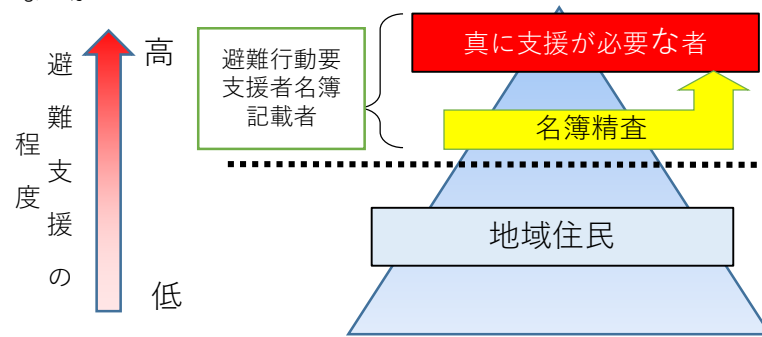 高
避難支援の
程度
低
避難行動要
支援者名簿
記載者
真に支援が必要な者
名簿精査
地域住民